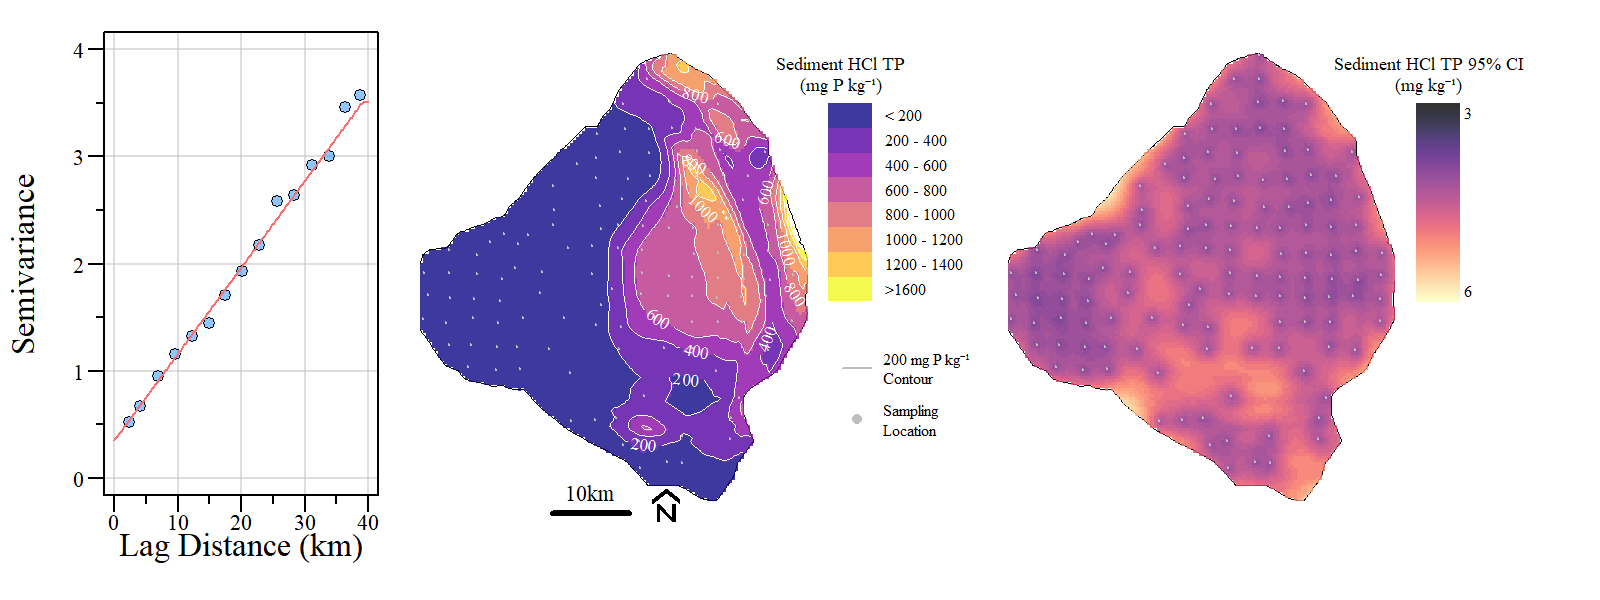 Semivariance
4
3
2
1
0
0 10 20 30 40
Lag Distance (km)
800
600
800
1000
600
1000
800
600
400
400
200
200
10km
N
Sediment HCl TP
(mg P kg⁻¹)
< 200
200 - 400
400 - 600
600 - 800
800 - 1000
1000 - 1200
1200 - 1400
>1600
200 mg P kg⁻¹
Contour
Sampling
Location
Sediment HCl TP 95% CI
(mg kg⁻¹)
3
6